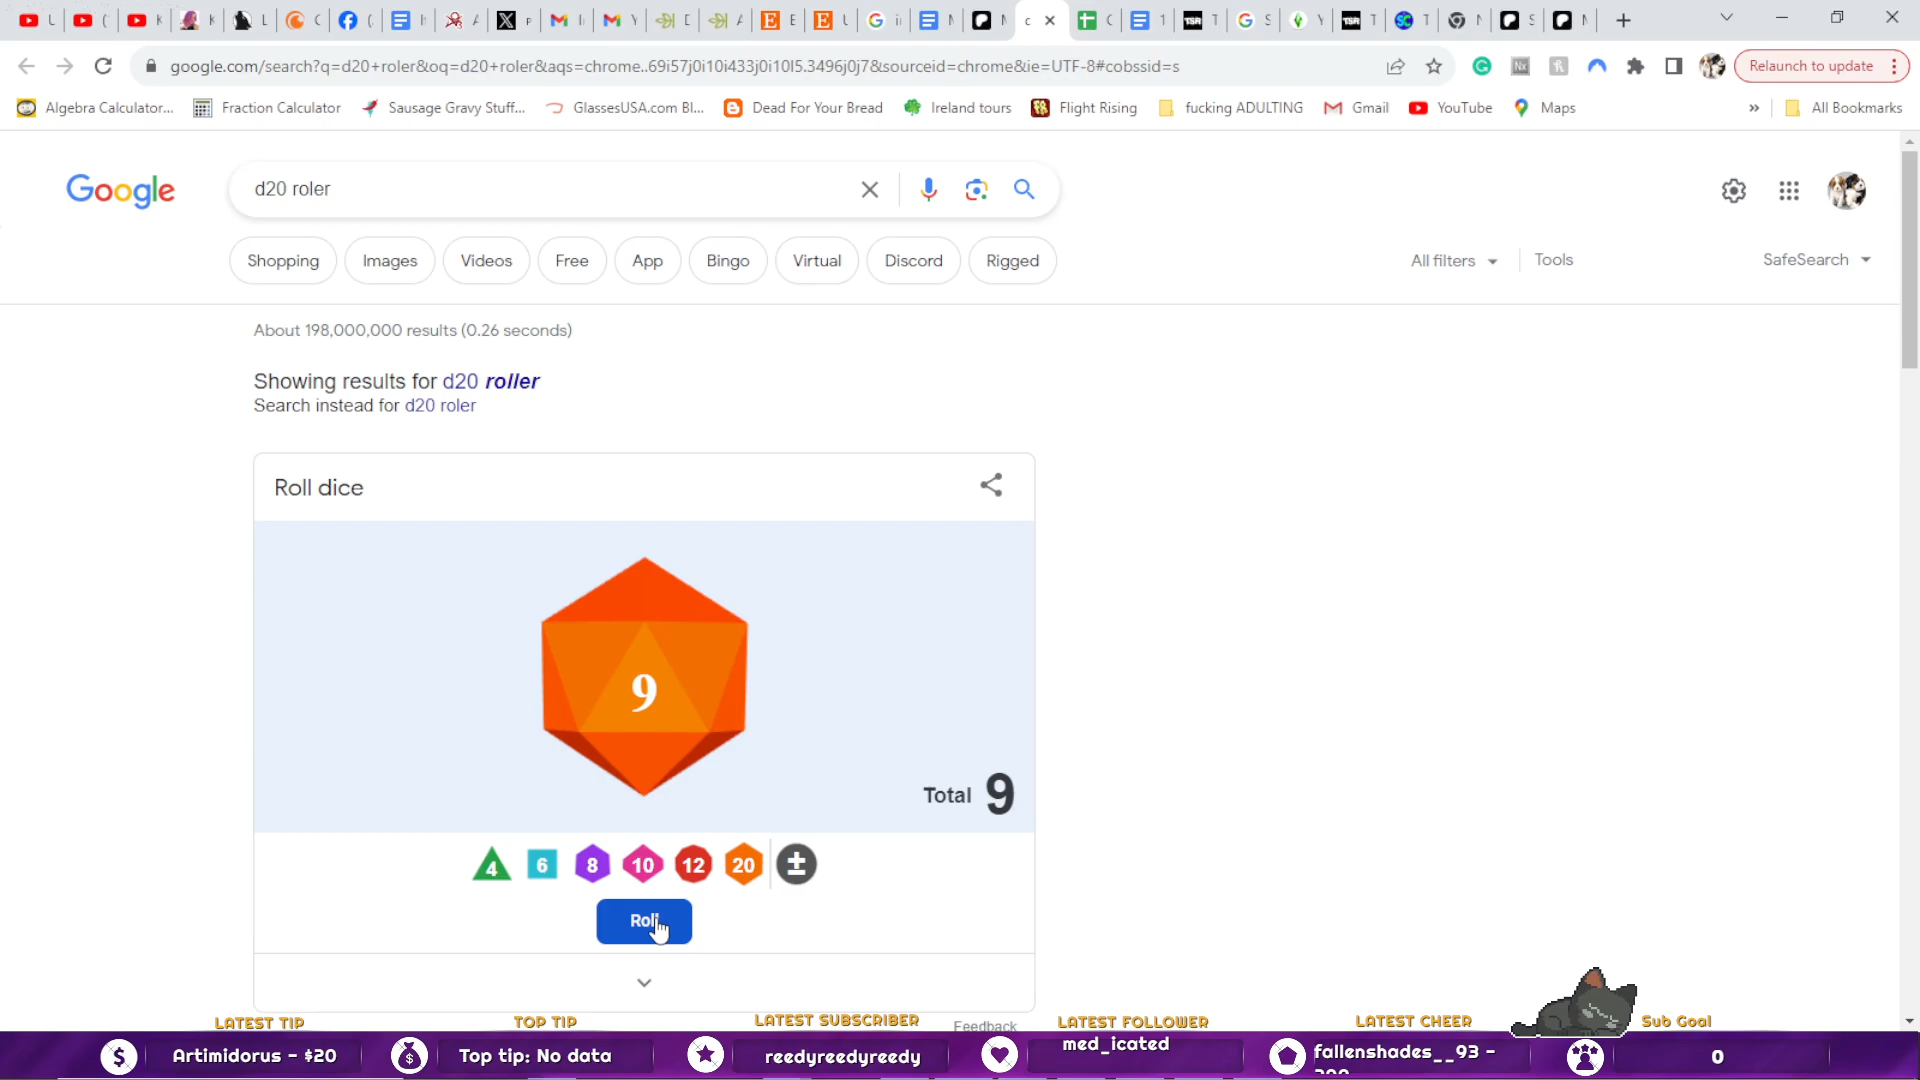 google.com/search?q=d20+roler&oq=d20+roler&aqs=chrome..69i57j0i10i433j0i10l5.3496j0j7&sourceid=chrome&ie=UTF-8#cobssid=s
Relaunch to update
Algebra Calculator...
Fraction Calculator
Sausage Gravy Stuff...
GlassesUSA.com Bl...
Dead For Your Bread
Ireland tours
Flight Rising
fucking ADULTING
Gmail
YouTube
Maps
»
All Bookmarks
Google
d20 roler
Shopping
Images
Videos
Free
App
Bingo
Virtual
Discord
Rigged
All filters
Tools
SafeSearch
About 198,000,000 results (0.26 seconds)
Showing results for d20 roller
Search instead for d20 roler
Roll dice
9
Total 9
4
6
8
10
12
20
±
Roll
Feedback
LATEST TIP
TOP TIP
LATEST SUBSCRIBER
LATEST FOLLOWER
LATEST CHEER
Sub Goal
Artimidorus - $20
Top tip: No data
reedyreedyreedy
med_icated
fallenshades__93 -
0